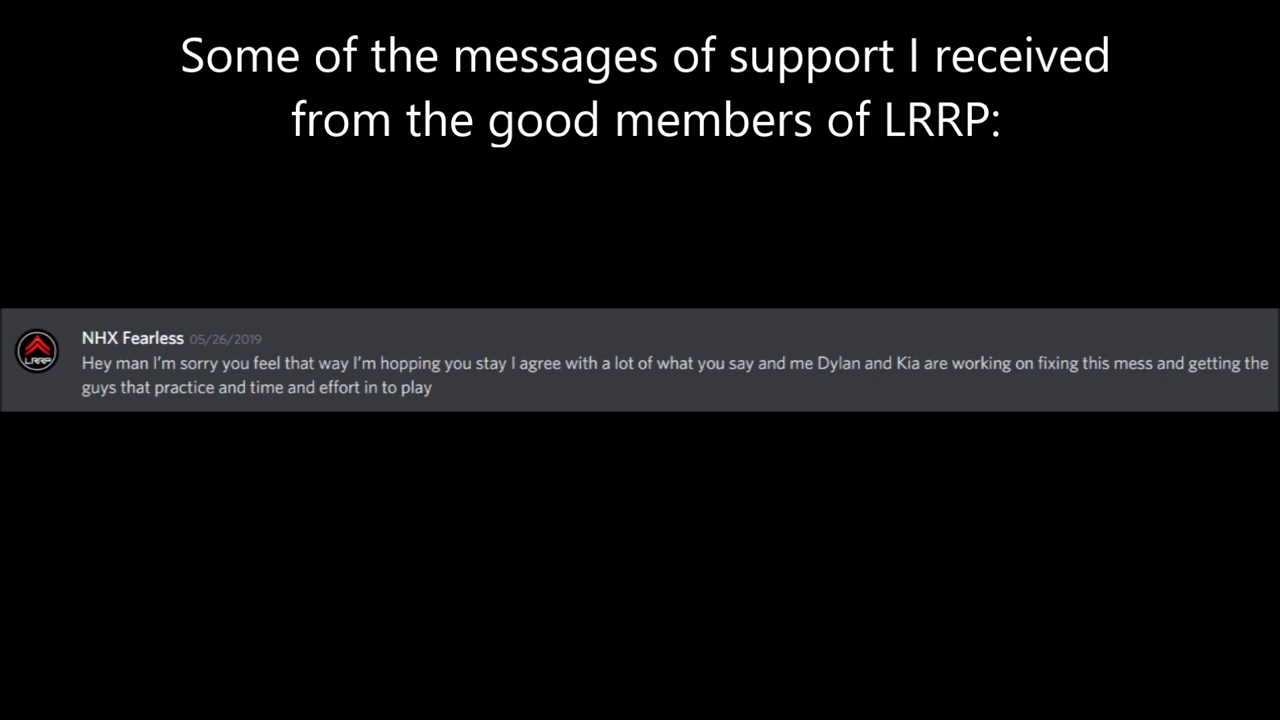 Some of the messages of support I received
from the good members of LRRP:
NHX Fearless 05/26/2019
Hey man I'm sorry you feel that way I'm hopping you stay I agree with a lot of what you say and me Dylan and Kia are working on fixing this mess and getting the
guys that practice and time and effort in to play
LRRP